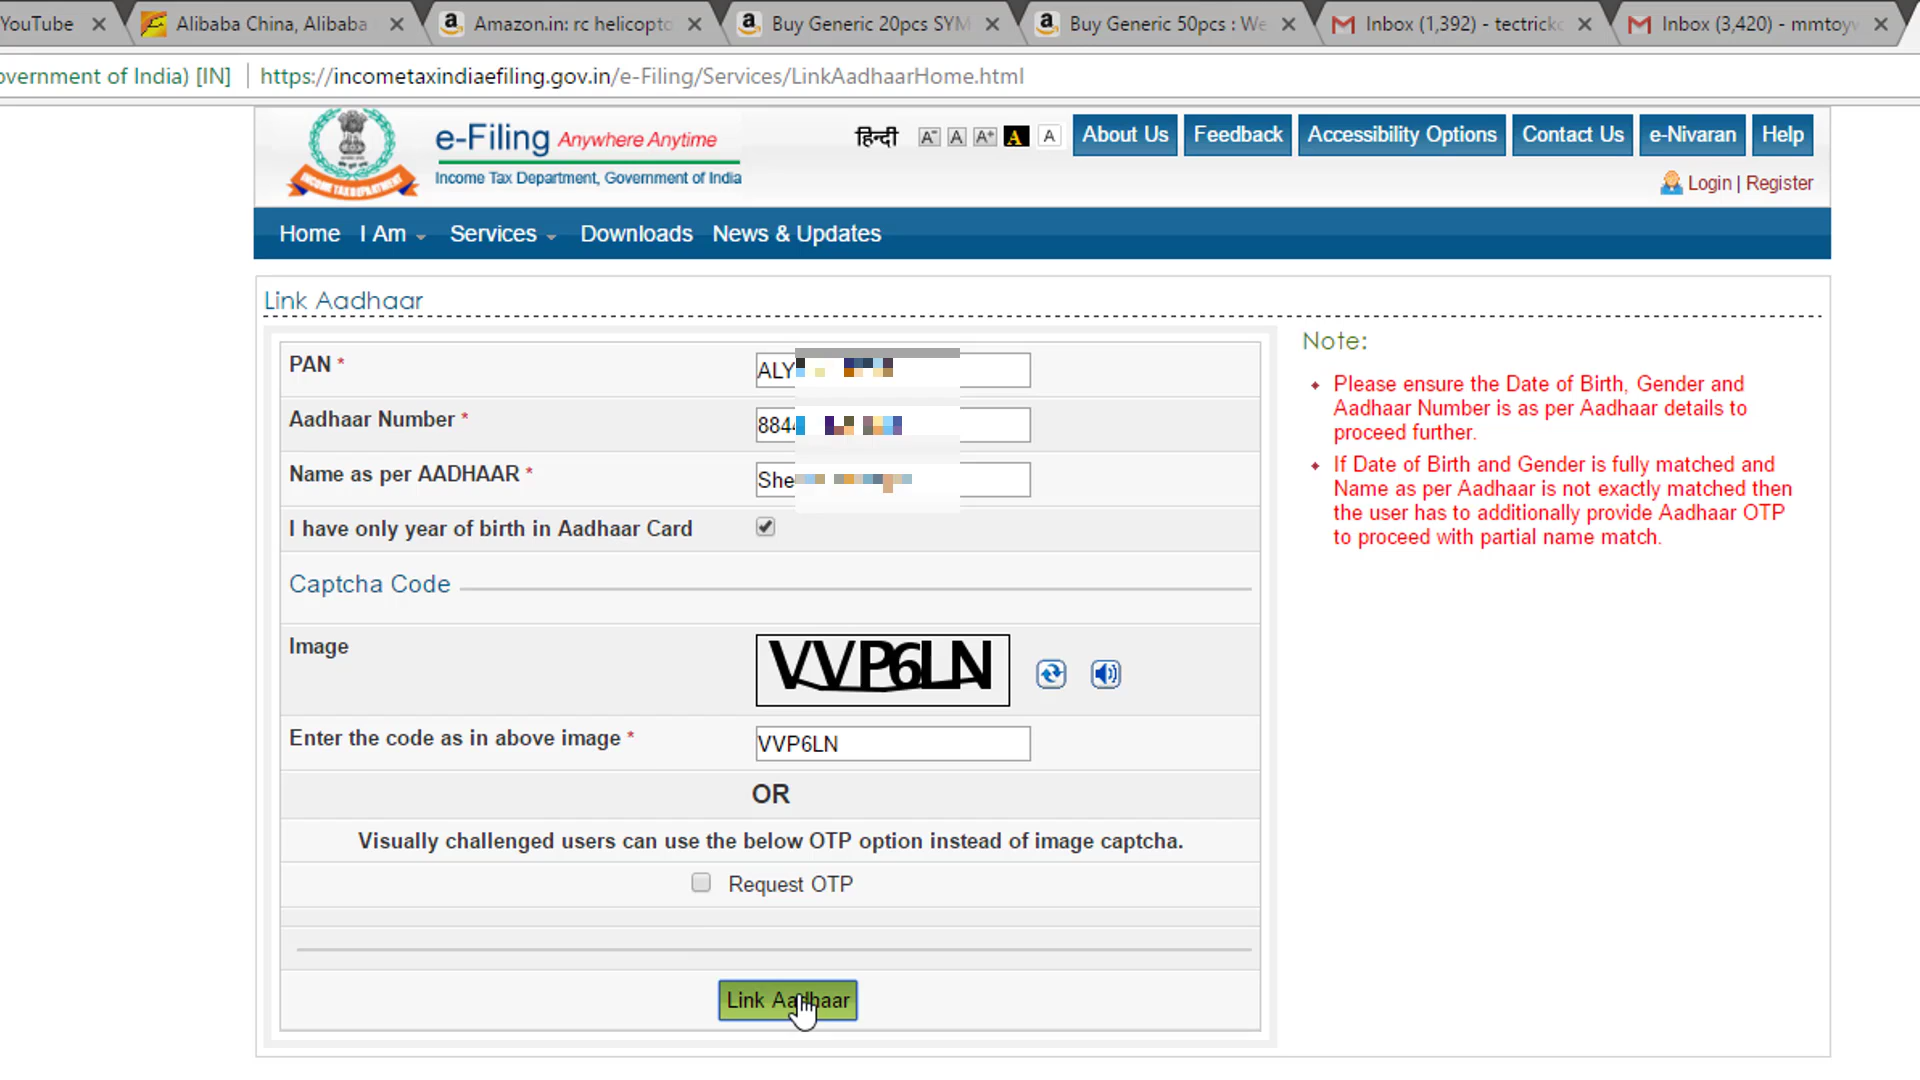 YouTube
Alibaba China, Alibaba
Amazon.in: rc helicopto
Buy Generic 20pcs SYM
Buy Generic 50pcs : We
Inbox (1,392) - tectrick
Inbox (3,420) - mmtoyw
overnment of India) [IN]
https://incometaxindiaefiling.gov.in/e-Filing/Services/LinkAadhaarHome.html
INCOME TAX DEPARTMENT
e-Filing Anywhere Anytime
Income Tax Department, Government of India
हिन्दी
A- A A+ A A
About Us
Feedback
Accessibility Options
Contact Us
e-Nivaran
Help
Login | Register
Home
I Am
Services
Downloads
News & Updates
Link Aadhaar
PAN *
ALY
Aadhaar Number *
884
Name as per AADHAAR *
She
I have only year of birth in Aadhaar Card
Captcha Code
Image
VVP6LN
Enter the code as in above image *
VVP6LN
OR
Visually challenged users can use the below OTP option instead of image captcha.
Request OTP
Link Aadhaar
Note:
Please ensure the Date of Birth, Gender and
Aadhaar Number is as per Aadhaar details to
proceed further.
If Date of Birth and Gender is fully matched and
Name as per Aadhaar is not exactly matched then
the user has to additionally provide Aadhaar OTP
to proceed with partial name match.